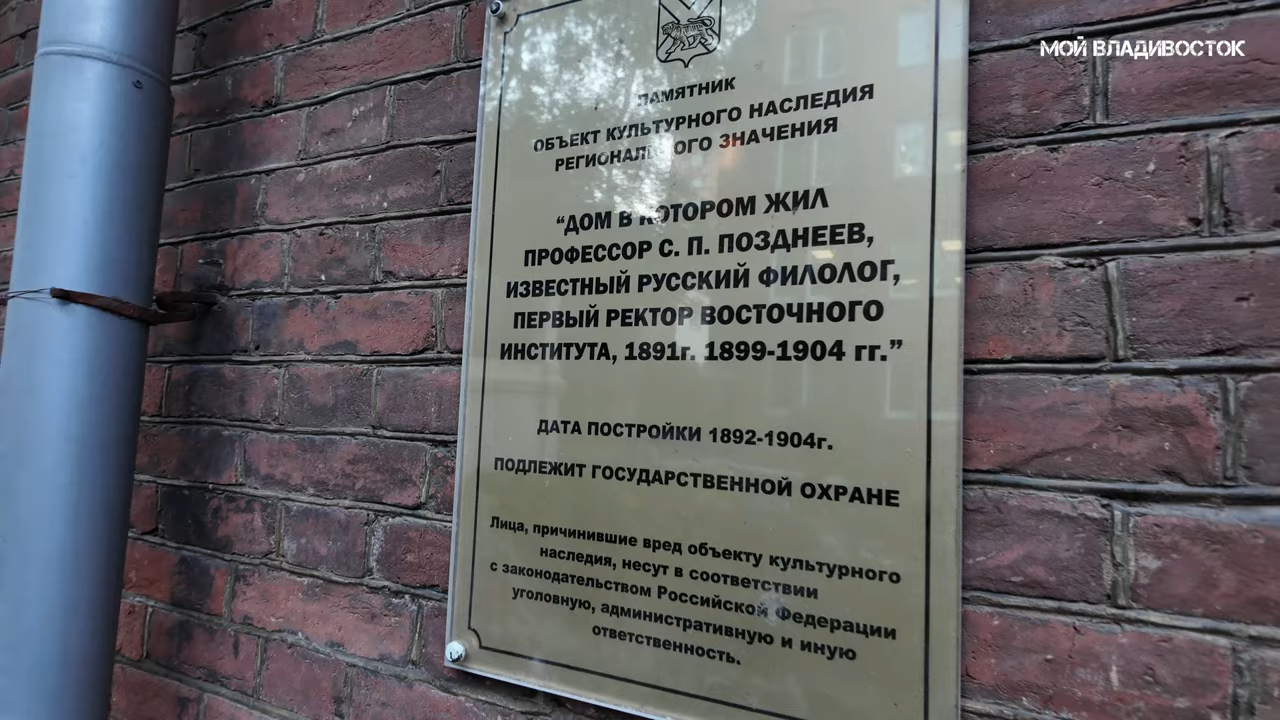 МОЙ ВЛАДИВОСТОК
ПАМЯТНИК
ОБЪЕКТ КУЛЬТУРНОГО НАСЛЕДИЯ
РЕГИОНАЛЬНОГО ЗНАЧЕНИЯ
“ДОМ В КОТОРОМ ЖИЛ
ПРОФЕССОР С. П. ПОЗДНЕЕВ,
ИЗВЕСТНЫЙ РУССКИЙ ФИЛОЛОГ,
ПЕРВЫЙ РЕКТОР ВОСТОЧНОГО
ИНСТИТУТА, 1891г. 1899-1904 гг.”
ДАТА ПОСТРОЙКИ 1892-1904г.
ПОДЛЕЖИТ ГОСУДАРСТВЕННОЙ ОХРАНЕ
Лица, причинившие вред объекту культурного
наследия, несут в соответствии
с законодательством Российской Федерации
уголовную, административную и иную
ответственность.